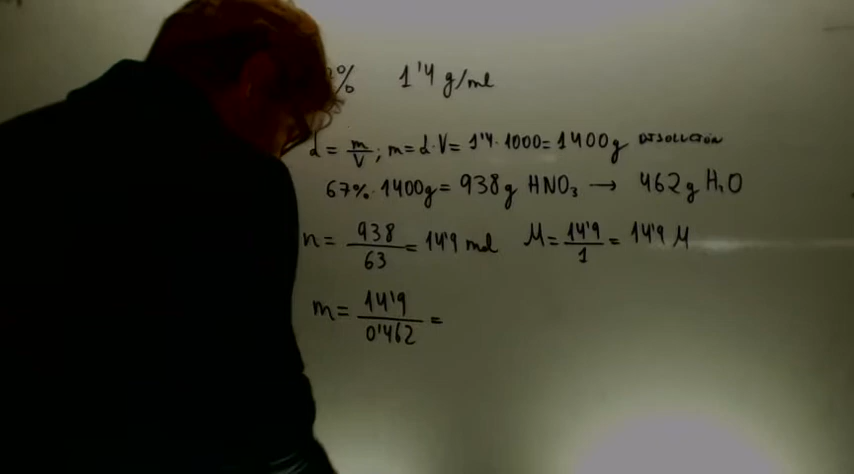 % 1'4 g/ml
d = m/V ; m = d·V = 1'4·1000 = 1400g DISOLUCIÓN
67%·1400g = 938g HNO₃ → 462g H₂O
n = 938/63 = 14'9 mol M = 14'9/1 = 14'9 M
m = 14'9/0'462 =